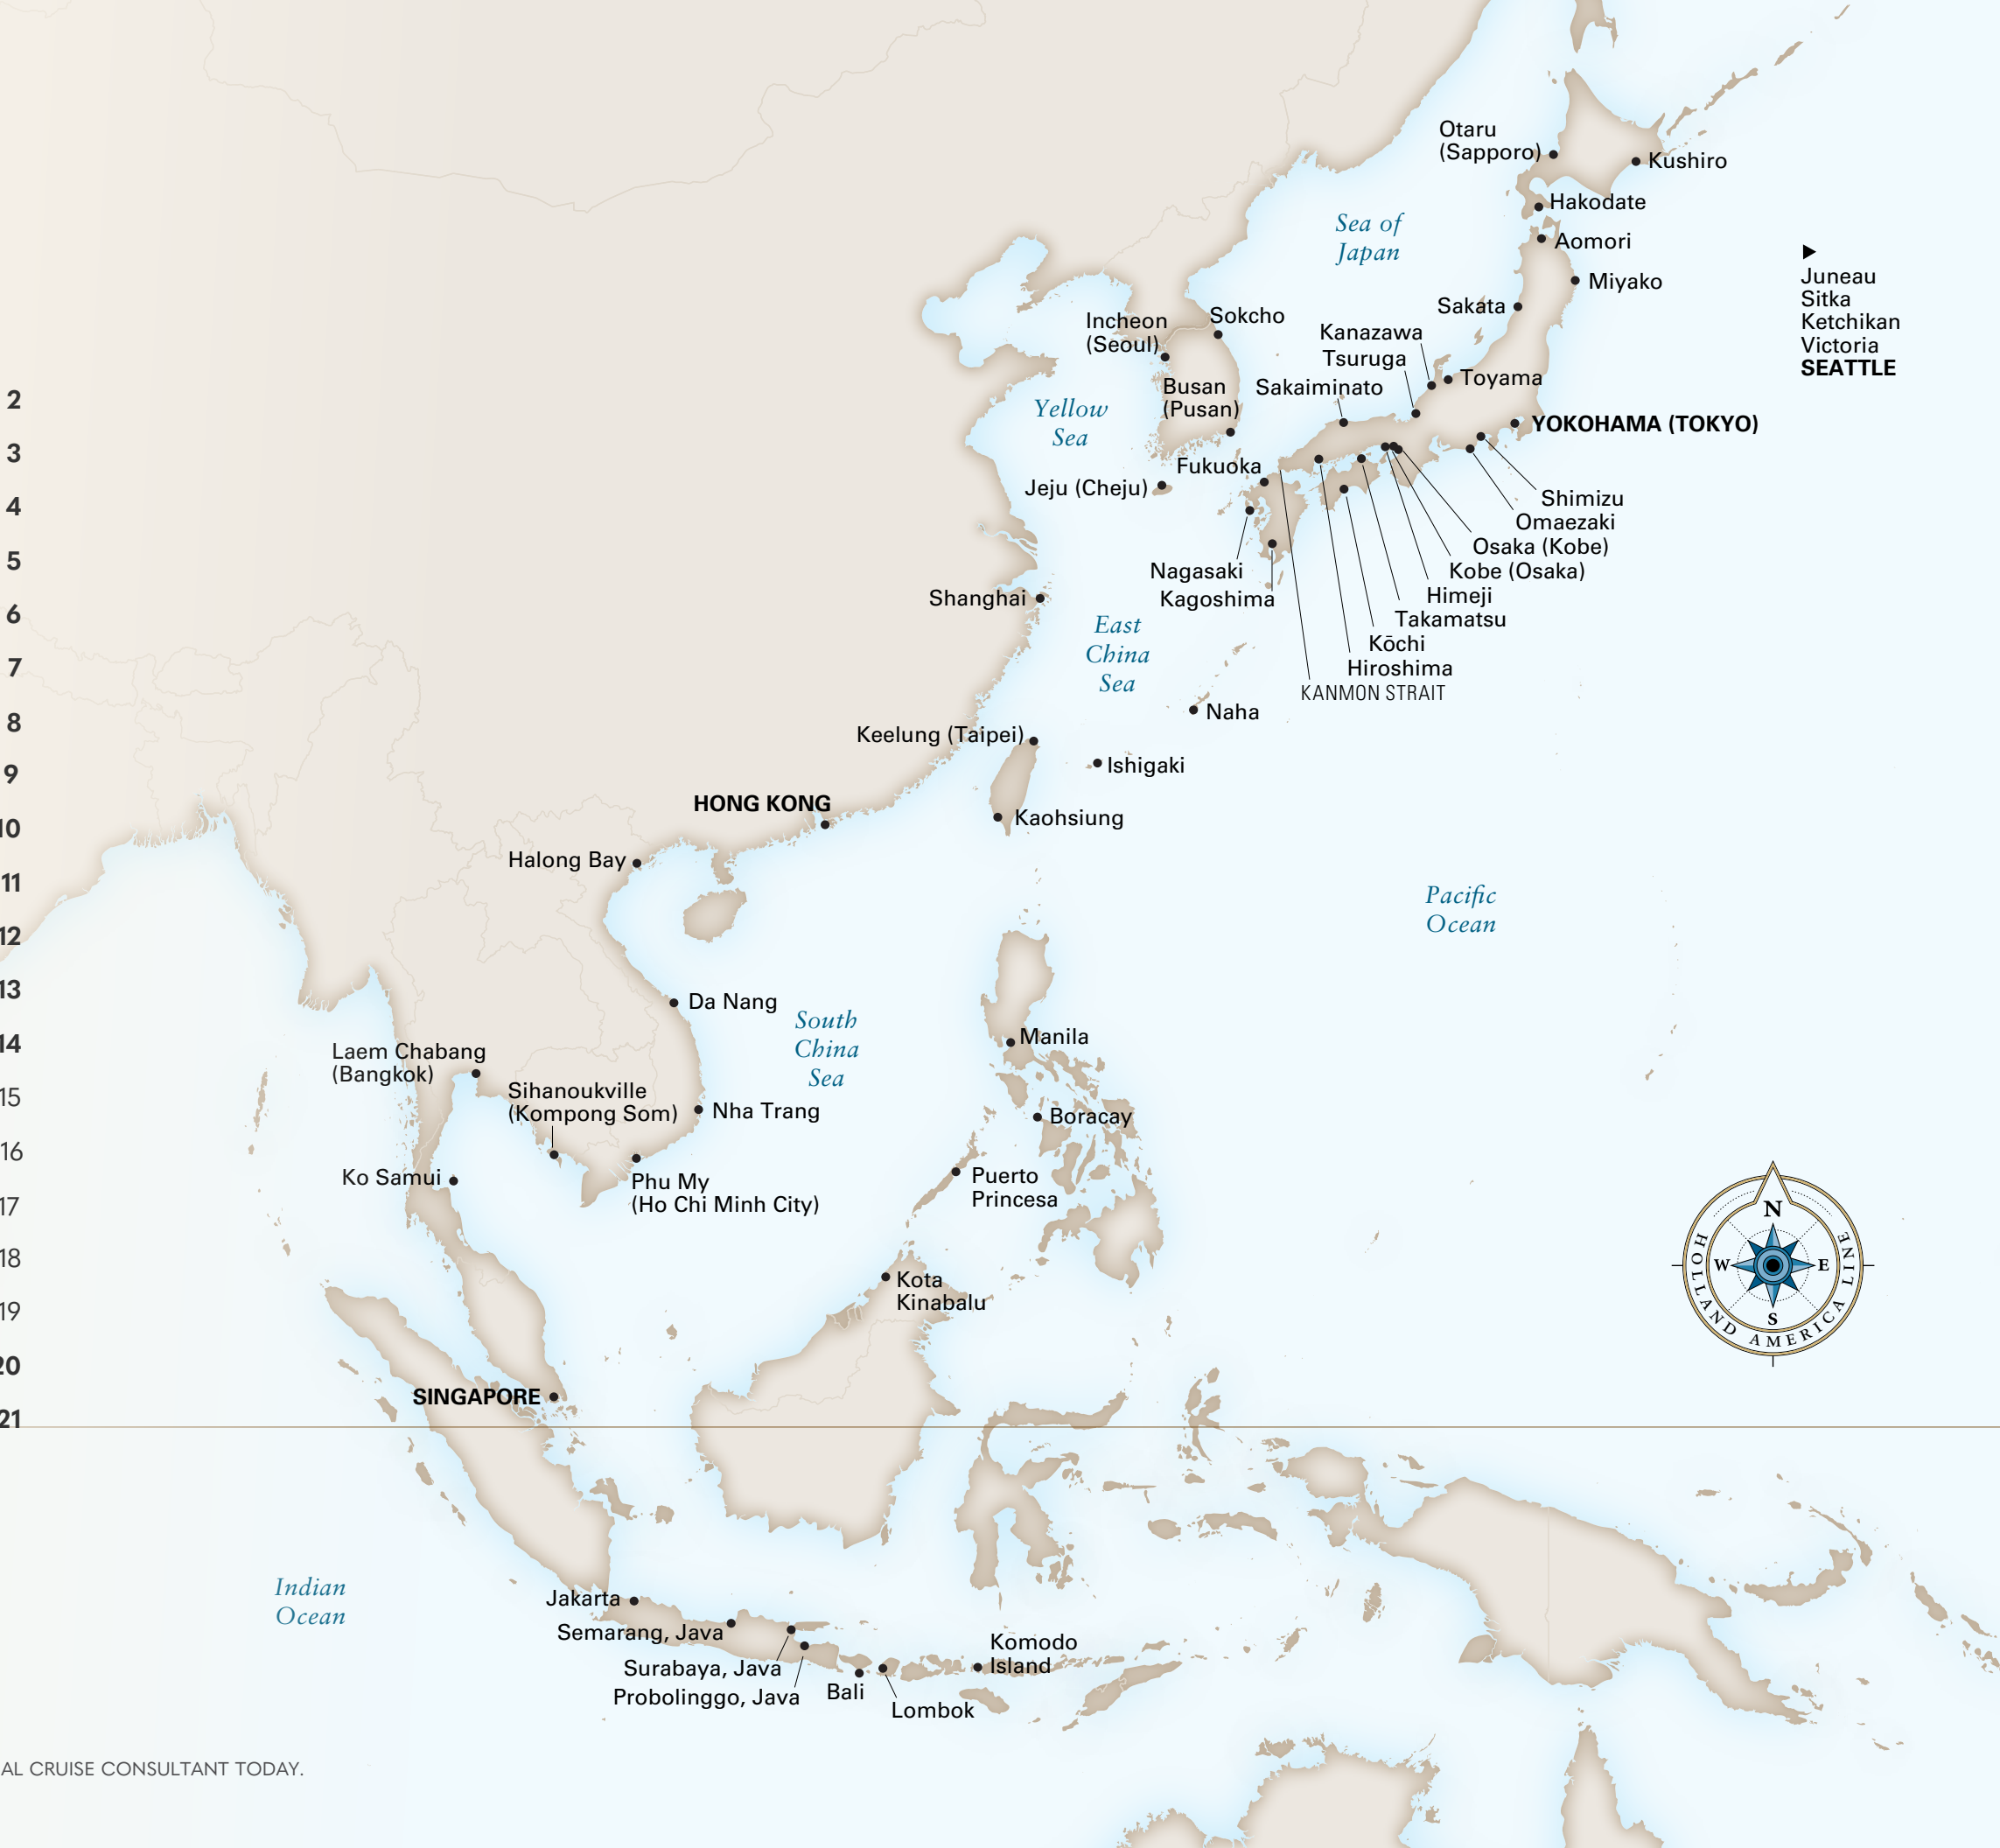 Otaru
(Sapporo)
Kushiro
Hakodate
Sea of
Japan
Aomori
Miyako
Juneau
Sitka
Ketchikan
Victoria
SEATTLE
Sakata
Sokcho
Incheon
(Seoul)
Kanazawa
Tsuruga
Toyama
Sakaiminato
Busan
(Pusan)
Yellow
Sea
YOKOHAMA (TOKYO)
Fukuoka
Jeju (Cheju)
Shimizu
Omaezaki
Osaka (Kobe)
Kobe (Osaka)
Himeji
Takamatsu
Kōchi
Hiroshima
KANMON STRAIT
Nagasaki
Kagoshima
Shanghai
East
China
Sea
Naha
Keelung (Taipei)
Ishigaki
HONG KONG
Kaohsiung
Halong Bay
Pacific
Ocean
Da Nang
South
China
Sea
Manila
Laem Chabang
(Bangkok)
Sihanoukville
(Kompong Som)
Nha Trang
Boracay
Ko Samui
Phu My
(Ho Chi Minh City)
Puerto
Princesa
Kota
Kinabalu
SINGAPORE
N
W
E
S
HOLLAND AMERICA LINE
Indian
Ocean
Jakarta
Semarang, Java
Surabaya, Java
Probolinggo, Java
Bali
Lombok
Komodo
Island
2
3
4
5
6
7
8
9
10
11
12
13
14
15
16
17
18
19
20
21
AL CRUISE CONSULTANT TODAY.